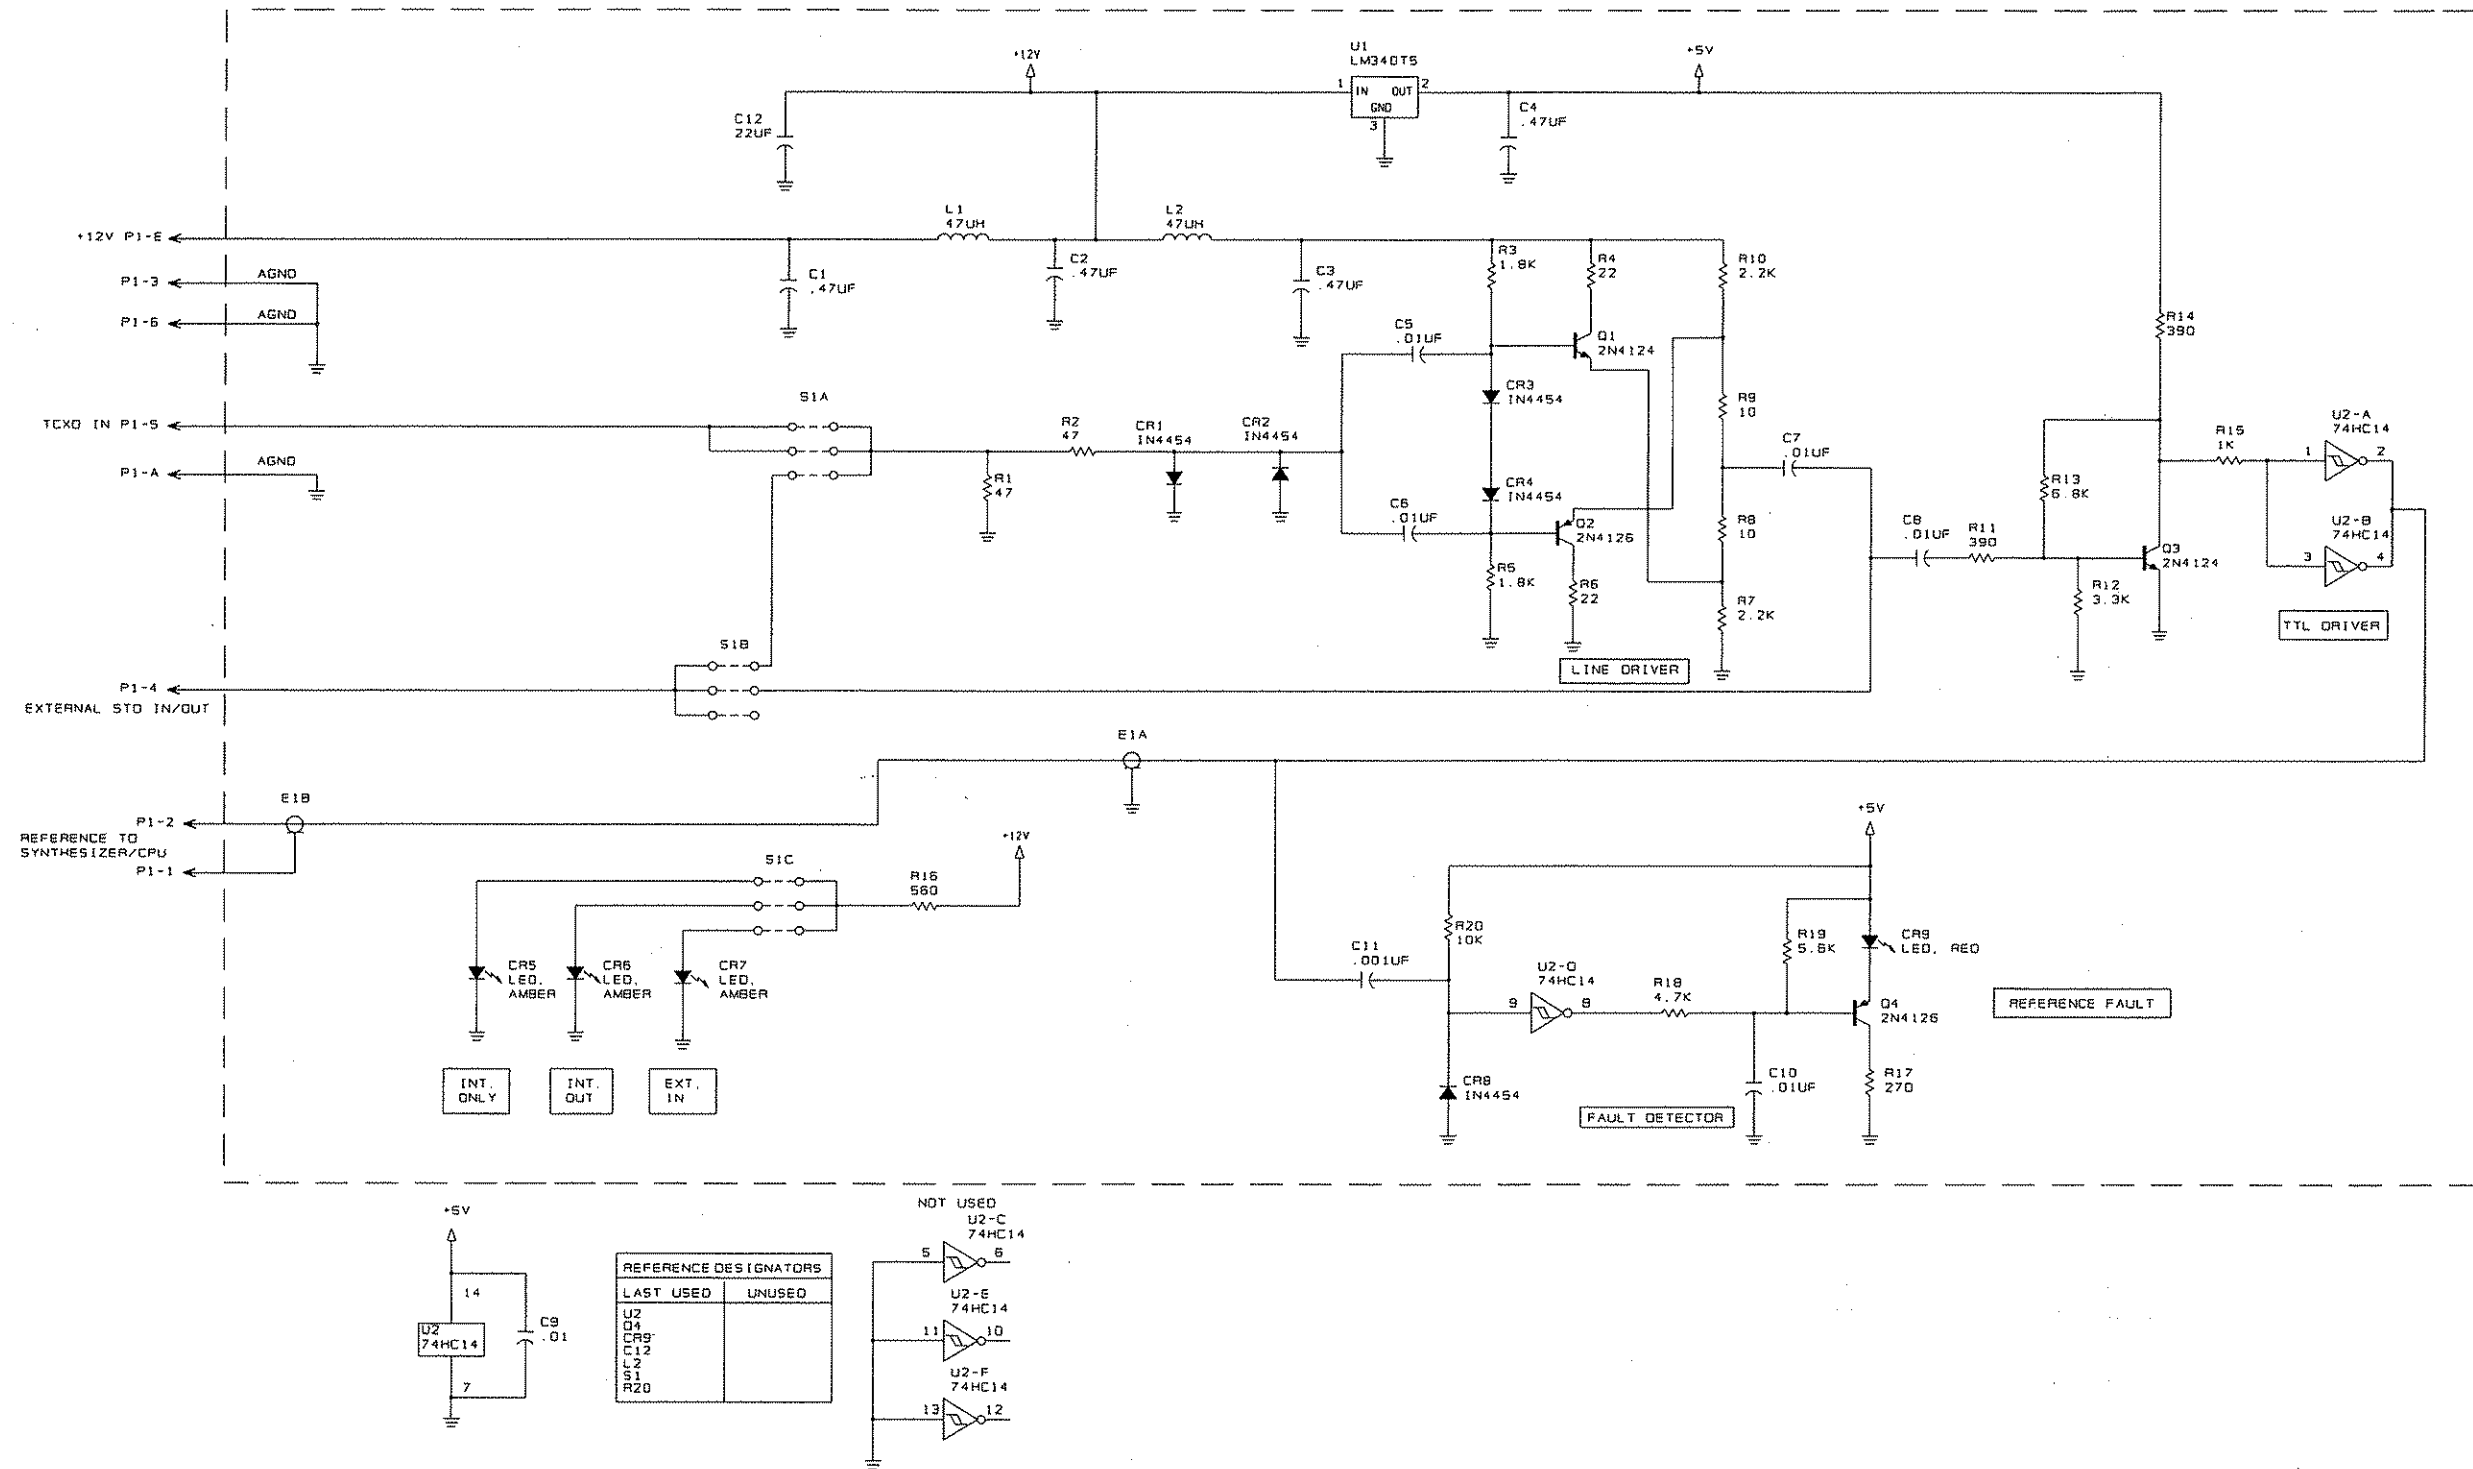 +12V
U1
LM340T5
1 IN OUT 2
GND
3
+5V
C12
22UF
C4
.47UF
+12V P1-E
L1
47UH
L2
47UH
C1
.47UF
C2
.47UF
C3
.47UF
R3
1.8K
R4
22
R10
2.2K
P1-3 AGND
P1-6 AGND
R14
390
C5
.01UF
Q1
2N4124
CR3
IN4454
R9
10
TCXO IN P1-5
S1A
P1-A AGND
R1
47
R2
47
CR1
IN4454
CR2
IN4454
C7
.01UF
R15
1K
U2-A
74HC14
1 2
R13
6.8K
CR4
IN4454
C6
.01UF
Q2
2N4126
R8
10
C8
.01UF
R11
390
Q3
2N4124
U2-B
74HC14
3 4
R5
1.8K
R6
22
R7
2.2K
R12
3.3K
TTL DRIVER
S1B
LINE DRIVER
P1-4
EXTERNAL STD IN/OUT
E1A
E1B
P1-2
REFERENCE TO
SYNTHESIZER/CPU
P1-1
S1C
R16
560
+12V
+5V
CR5
LED,
AMBER
CR6
LED,
AMBER
CR7
LED,
AMBER
INT.
ONLY
INT.
OUT
EXT.
IN
R20
10K
C11
.001UF
U2-D
74HC14
9 8
R18
4.7K
R19
5.6K
CR9
LED, RED
Q4
2N4126
REFERENCE FAULT
CR8
IN4454
C10
.01UF
R17
270
FAULT DETECTOR
+5V
14
U2
74HC14
7
C9
.01
REFERENCE DESIGNATORS
LAST USED UNUSED
U2
Q4
CR9
C12
L2
S1
R20
NOT USED
U2-C
74HC14
5 6
U2-E
74HC14
11 10
U2-F
74HC14
13 12